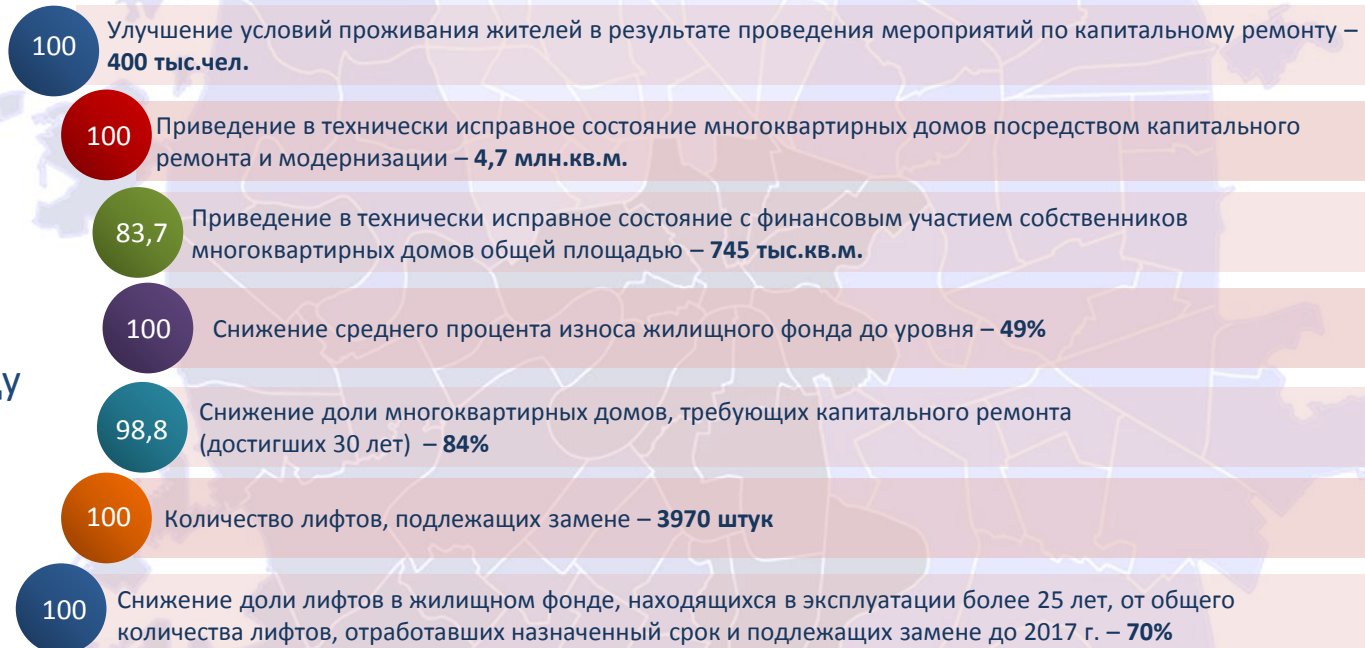 100
Улучшение условий проживания жителей в результате проведения мероприятий по капитальному ремонту –
400 тыс.чел.
100
Приведение в технически исправное состояние многоквартирных домов посредством капитального
ремонта и модернизации – 4,7 млн.кв.м.
83,7
Приведение в технически исправное состояние с финансовым участием собственников
многоквартирных домов общей площадью – 745 тыс.кв.м.
100
Снижение среднего процента износа жилищного фонда до уровня – 49%
98,8
Снижение доли многоквартирных домов, требующих капитального ремонта
(достигших 30 лет) – 84%
100
Количество лифтов, подлежащих замене – 3970 штук
100
Снижение доли лифтов в жилищном фонде, находящихся в эксплуатации более 25 лет, от общего
количества лифтов, отработавших назначенный срок и подлежащих замене до 2017 г. – 70%